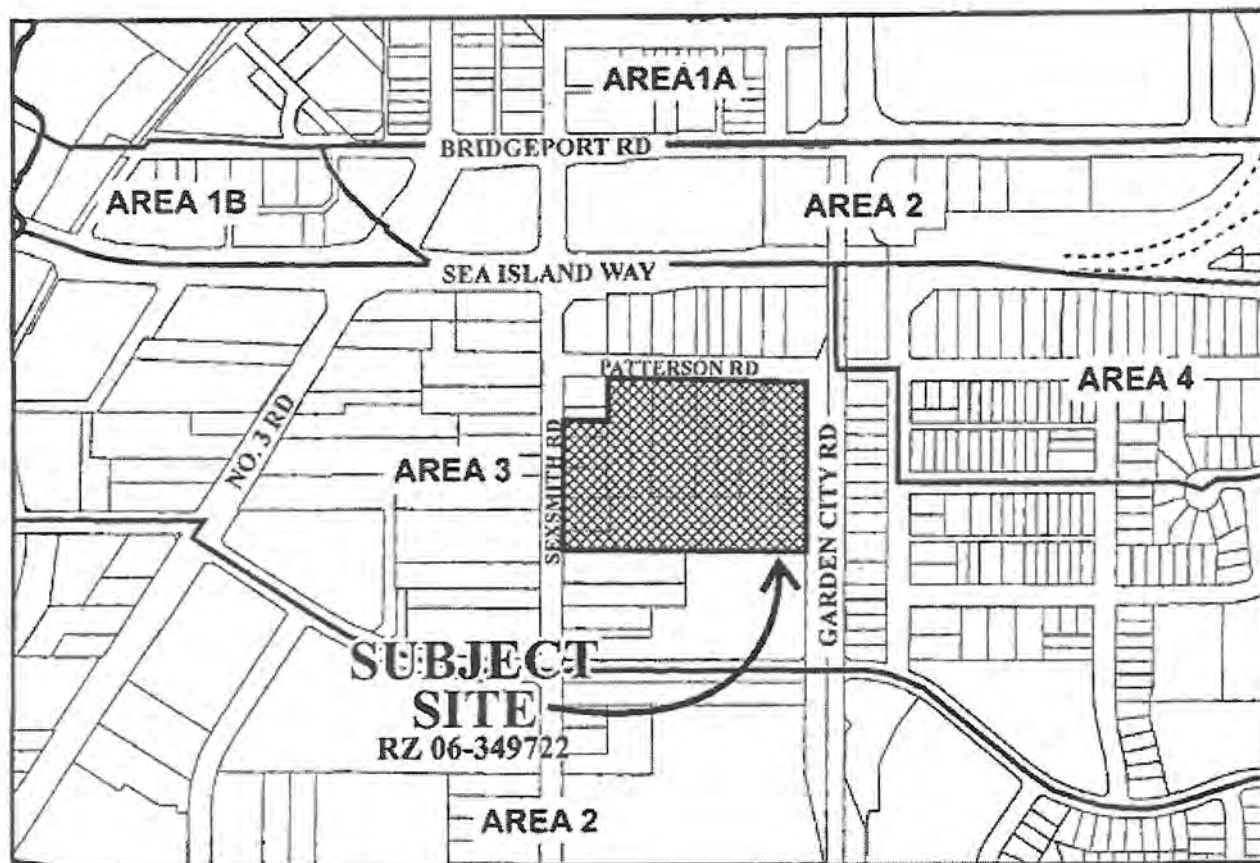 AREA1A
BRIDGEPORT RD
AREA 1B
AREA 2
SEA ISLAND WAY
PATTERSON RD
AREA 4
NO. 3 RD
AREA 3
SEXSMITH RD
GARDEN CITY RD
SUBJECT
SITE
RZ 06-349722
AREA 2